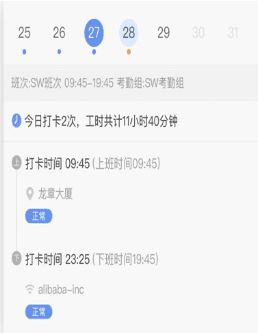 25 26 27 28 29 30 31
班次:SW班次 09:45-19:45 考勤组:SW考勤组
今日打卡2次，工时共计11小时40分钟
上 打卡时间 09:45 (上班时间09:45)
龙章大厦
正常
下 打卡时间 23:25 (下班时间19:45)
alibaba-inc
正常